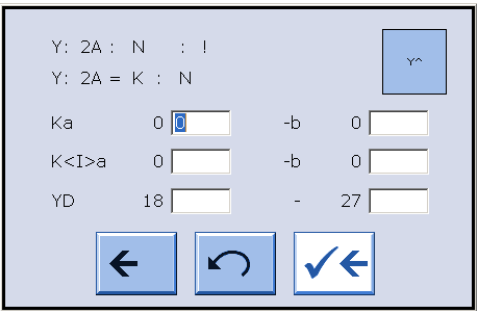 Y: 2A : N : !
Y: 2A = K : N
Y^
Ka 0 0 -b 0
K<I>a 0 -b 0
YD 18 - 27